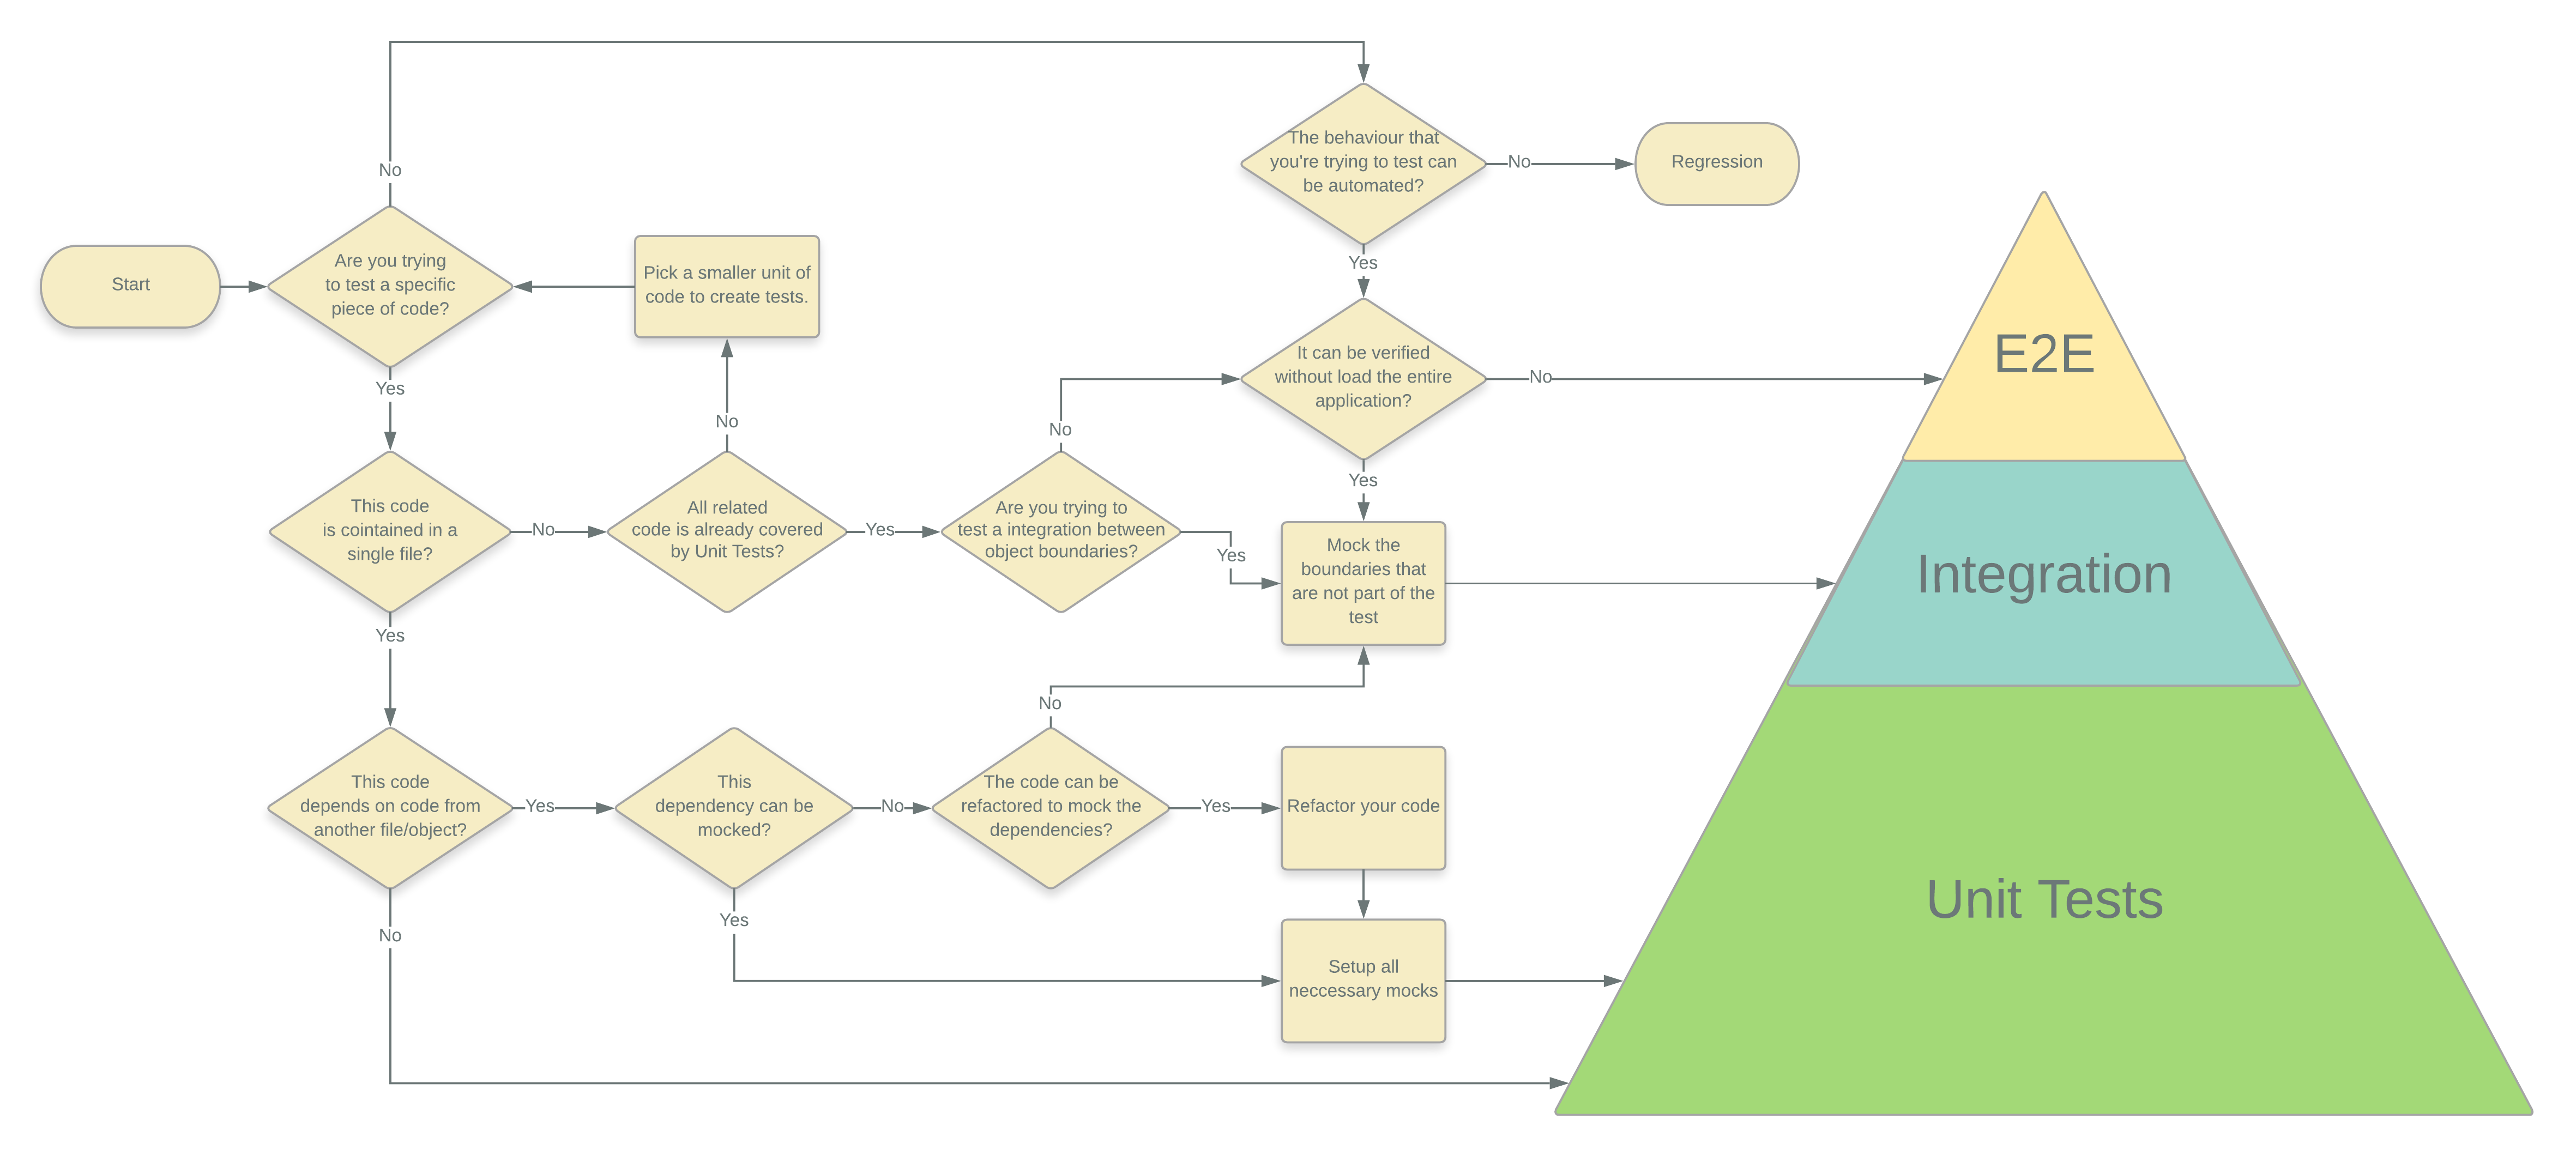 No
The behaviour that
you're trying to test can
be automated?
No
Regression
Start
Are you trying
to test a specific
piece of code?
Pick a smaller unit of
code to create tests.
Yes
Yes
It can be verified
without load the entire
application?
No
E2E
No
No
Yes
This code
is cointained in a
single file?
No
All related
code is already covered
by Unit Tests?
Yes
Are you trying to
test a integration between
object boundaries?
Yes
Mock the
boundaries that
are not part of the
test
Integration
Yes
No
This code
depends on code from
another file/object?
Yes
This
dependency can be
mocked?
No
The code can be
refactored to mock the
dependencies?
Yes
Refactor your code
Unit Tests
No
Yes
Setup all
neccessary mocks